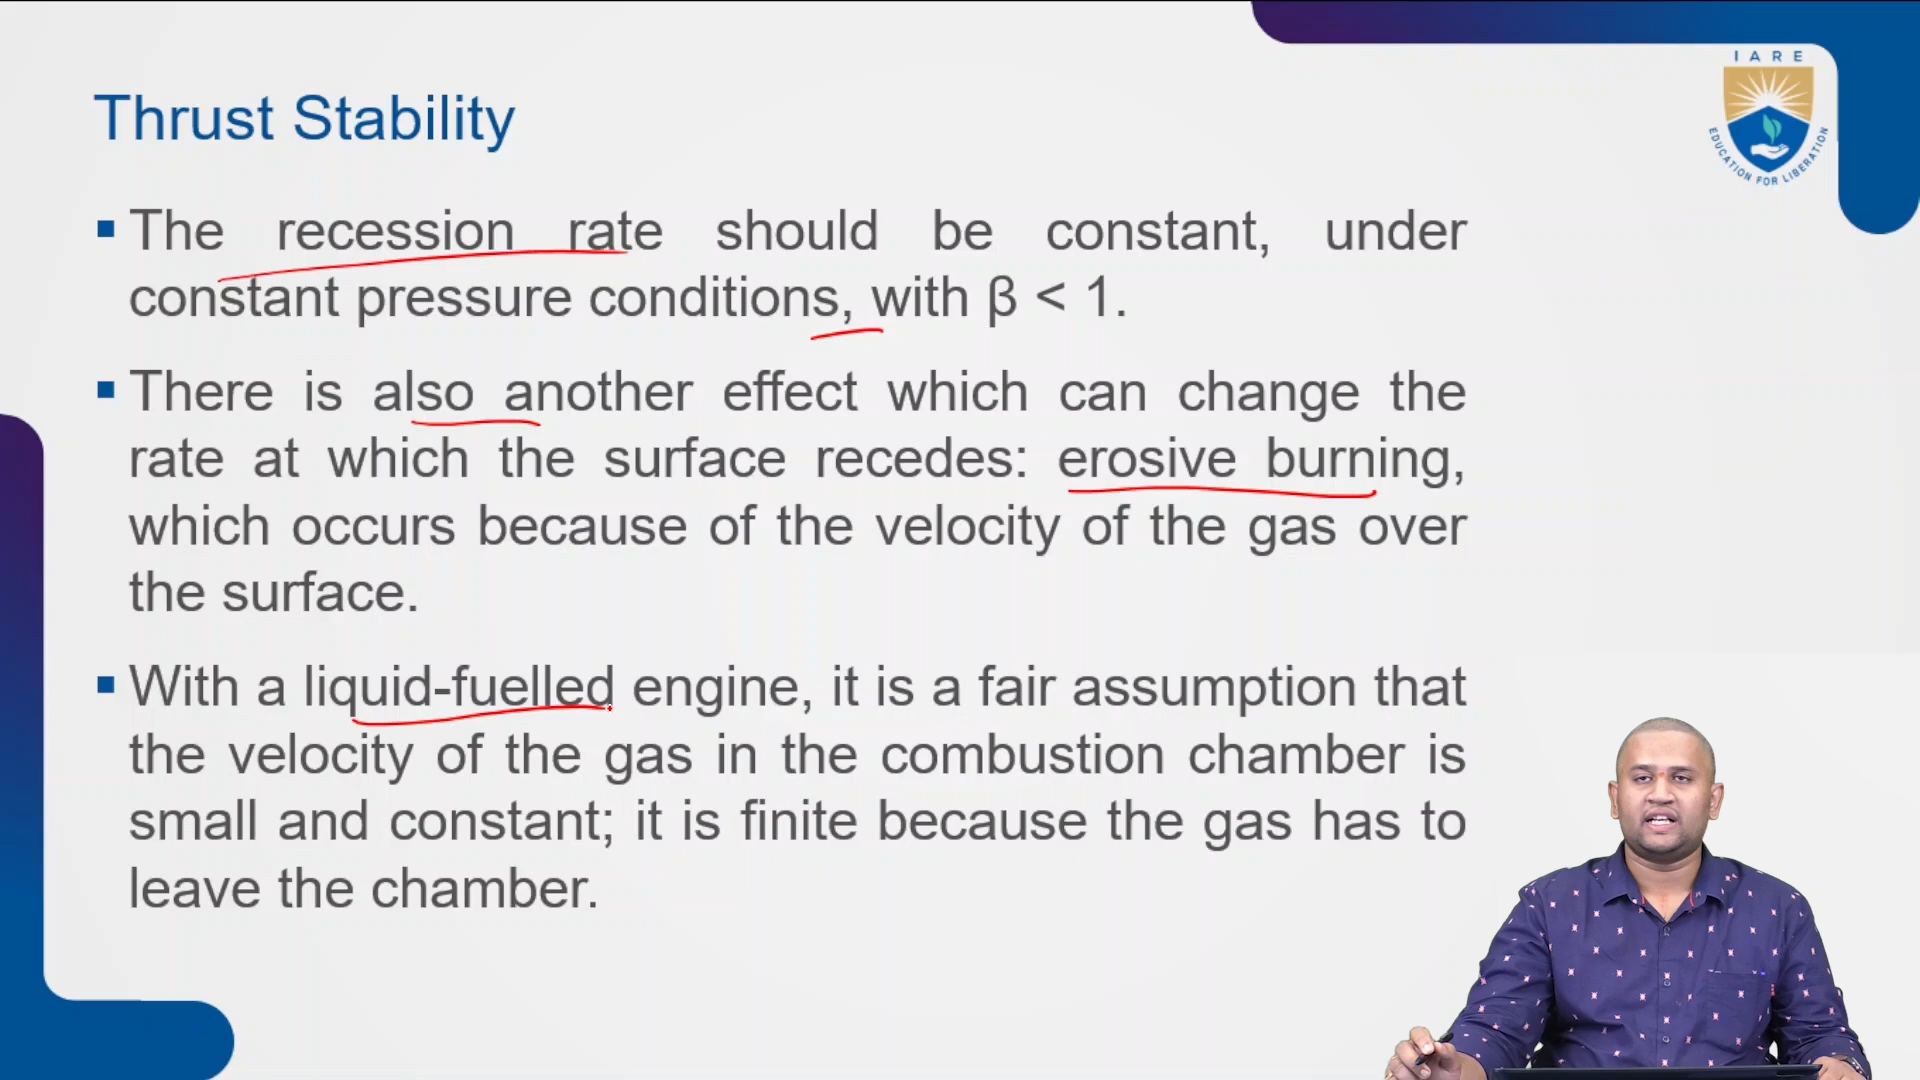 IARE
EDUCATION FOR LIBERATION
Thrust Stability
▪ The recession rate should be constant, under
constant pressure conditions, with β < 1.
▪ There is also another effect which can change the
rate at which the surface recedes: erosive burning,
which occurs because of the velocity of the gas over
the surface.
▪ With a liquid-fuelled engine, it is a fair assumption that
the velocity of the gas in the combustion chamber is
small and constant; it is finite because the gas has to
leave the chamber.